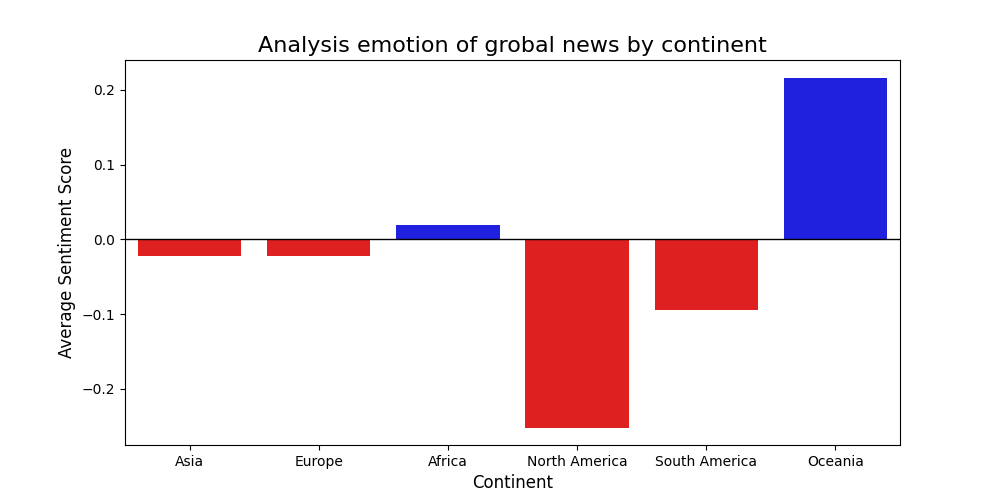 Analysis emotion of grobal news by continent
Average Sentiment Score
0.2
0.1
0.0
−0.1
−0.2
Asia Europe Africa North America South America Oceania
Continent